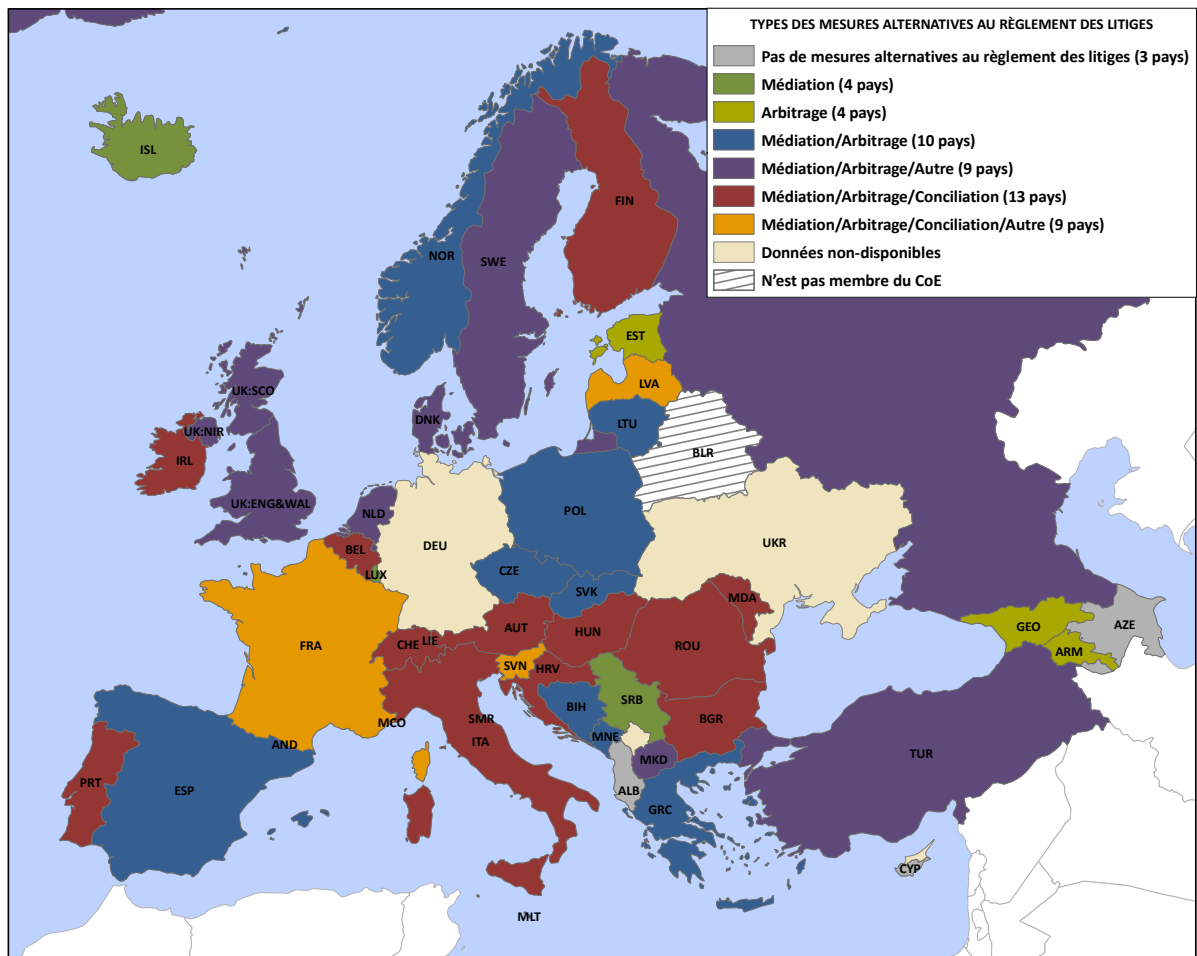 TYPES DES MESURES ALTERNATIVES AU RÈGLEMENT DES LITIGES
Pas de mesures alternatives au règlement des litiges (3 pays)
Médiation (4 pays)
Arbitrage (4 pays)
Médiation/Arbitrage (10 pays)
Médiation/Arbitrage/Autre (9 pays)
Médiation/Arbitrage/Conciliation (13 pays)
Médiation/Arbitrage/Conciliation/Autre (9 pays)
Données non-disponibles
N'est pas membre du CoE
ISL
FIN
NOR
SWE
EST
LVA
UK:SCO
DNK
LTU
UK:NIR
IRL
BLR
UK:ENG&WAL
NLD
POL
DEU
UKR
BEL
LUX
CZE
SVK
MDA
AUT
HUN
GEO
AZE
FRA
CHE
LIE
ROU
ARM
SVN
HRV
SRB
BIH
MCO
SMR
BGR
MNE
ITA
AND
TUR
MKD
PRT
ESP
ALB
GRC
CYP
MLT